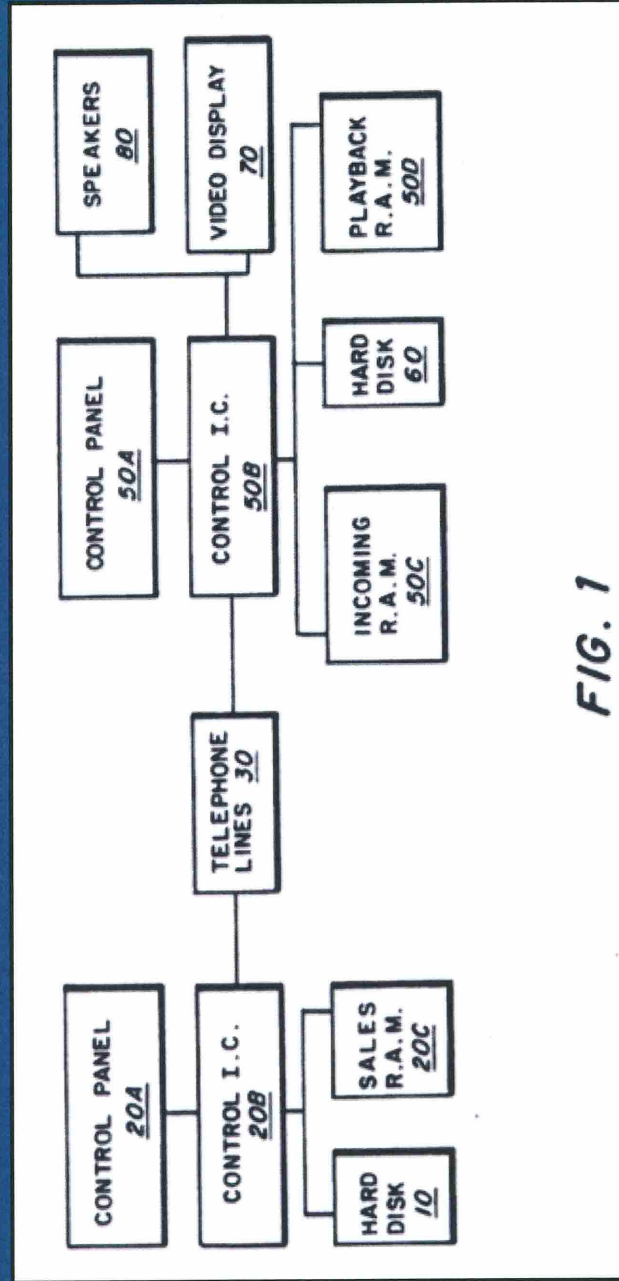 CONTROL PANEL
20A
CONTROL I.C.
20B
HARD
DISK
10
SALES
R.A.M.
20C
TELEPHONE
LINES 30
CONTROL PANEL
50A
CONTROL I.C.
50B
INCOMING
R.A.M.
50C
HARD
DISK
60
PLAYBACK
R.A.M.
50D
SPEAKERS
80
VIDEO DISPLAY
70
FIG. 1